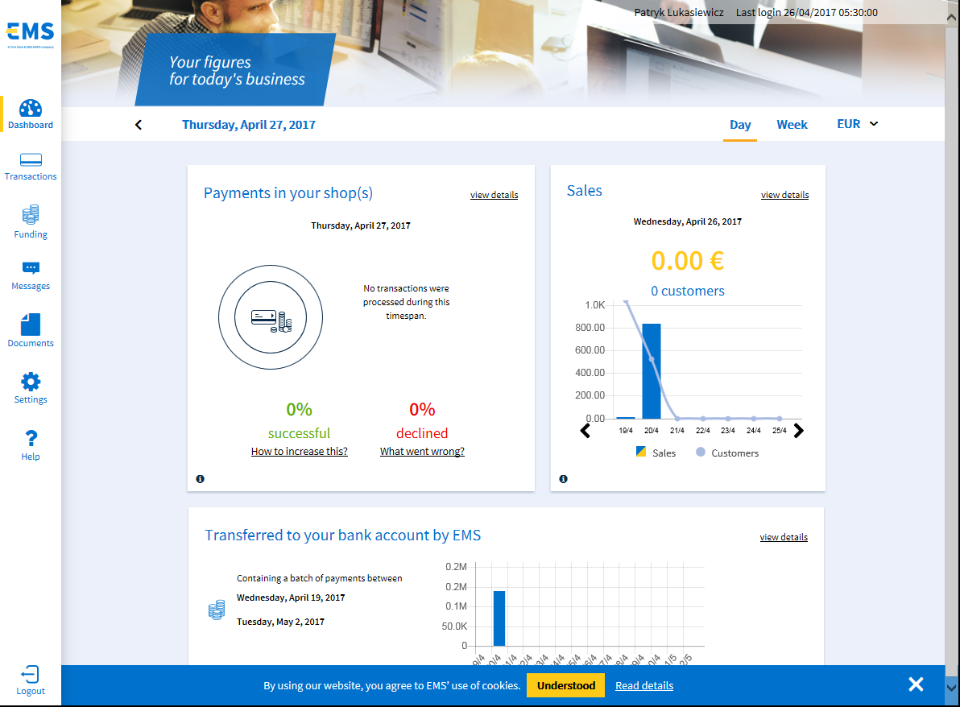 Patryk Lukasiewicz Last login 26/04/2017 05:30:00
EMS
Your figures
for today's business
Dashboard
Transactions
Funding
Messages
Documents
Settings
Help
Logout
Thursday, April 27, 2017
Day Week EUR
Payments in your shop(s)
view details
Thursday, April 27, 2017
No transactions were
processed during this
timespan.
0% 0%
successful declined
How to increase this? What went wrong?
Sales
view details
Wednesday, April 26, 2017
0.00 €
0 customers
1.0K
800.00
600.00
400.00
200.00
0.00
19/4 20/4 21/4 22/4 23/4 24/4 25/4
Sales Customers
Transferred to your bank account by EMS
view details
Containing a batch of payments between
Wednesday, April 19, 2017
Tuesday, May 2, 2017
0.2M
0.2M
0.1M
50.0K
0
By using our website, you agree to EMS' use of cookies. Understood Read details